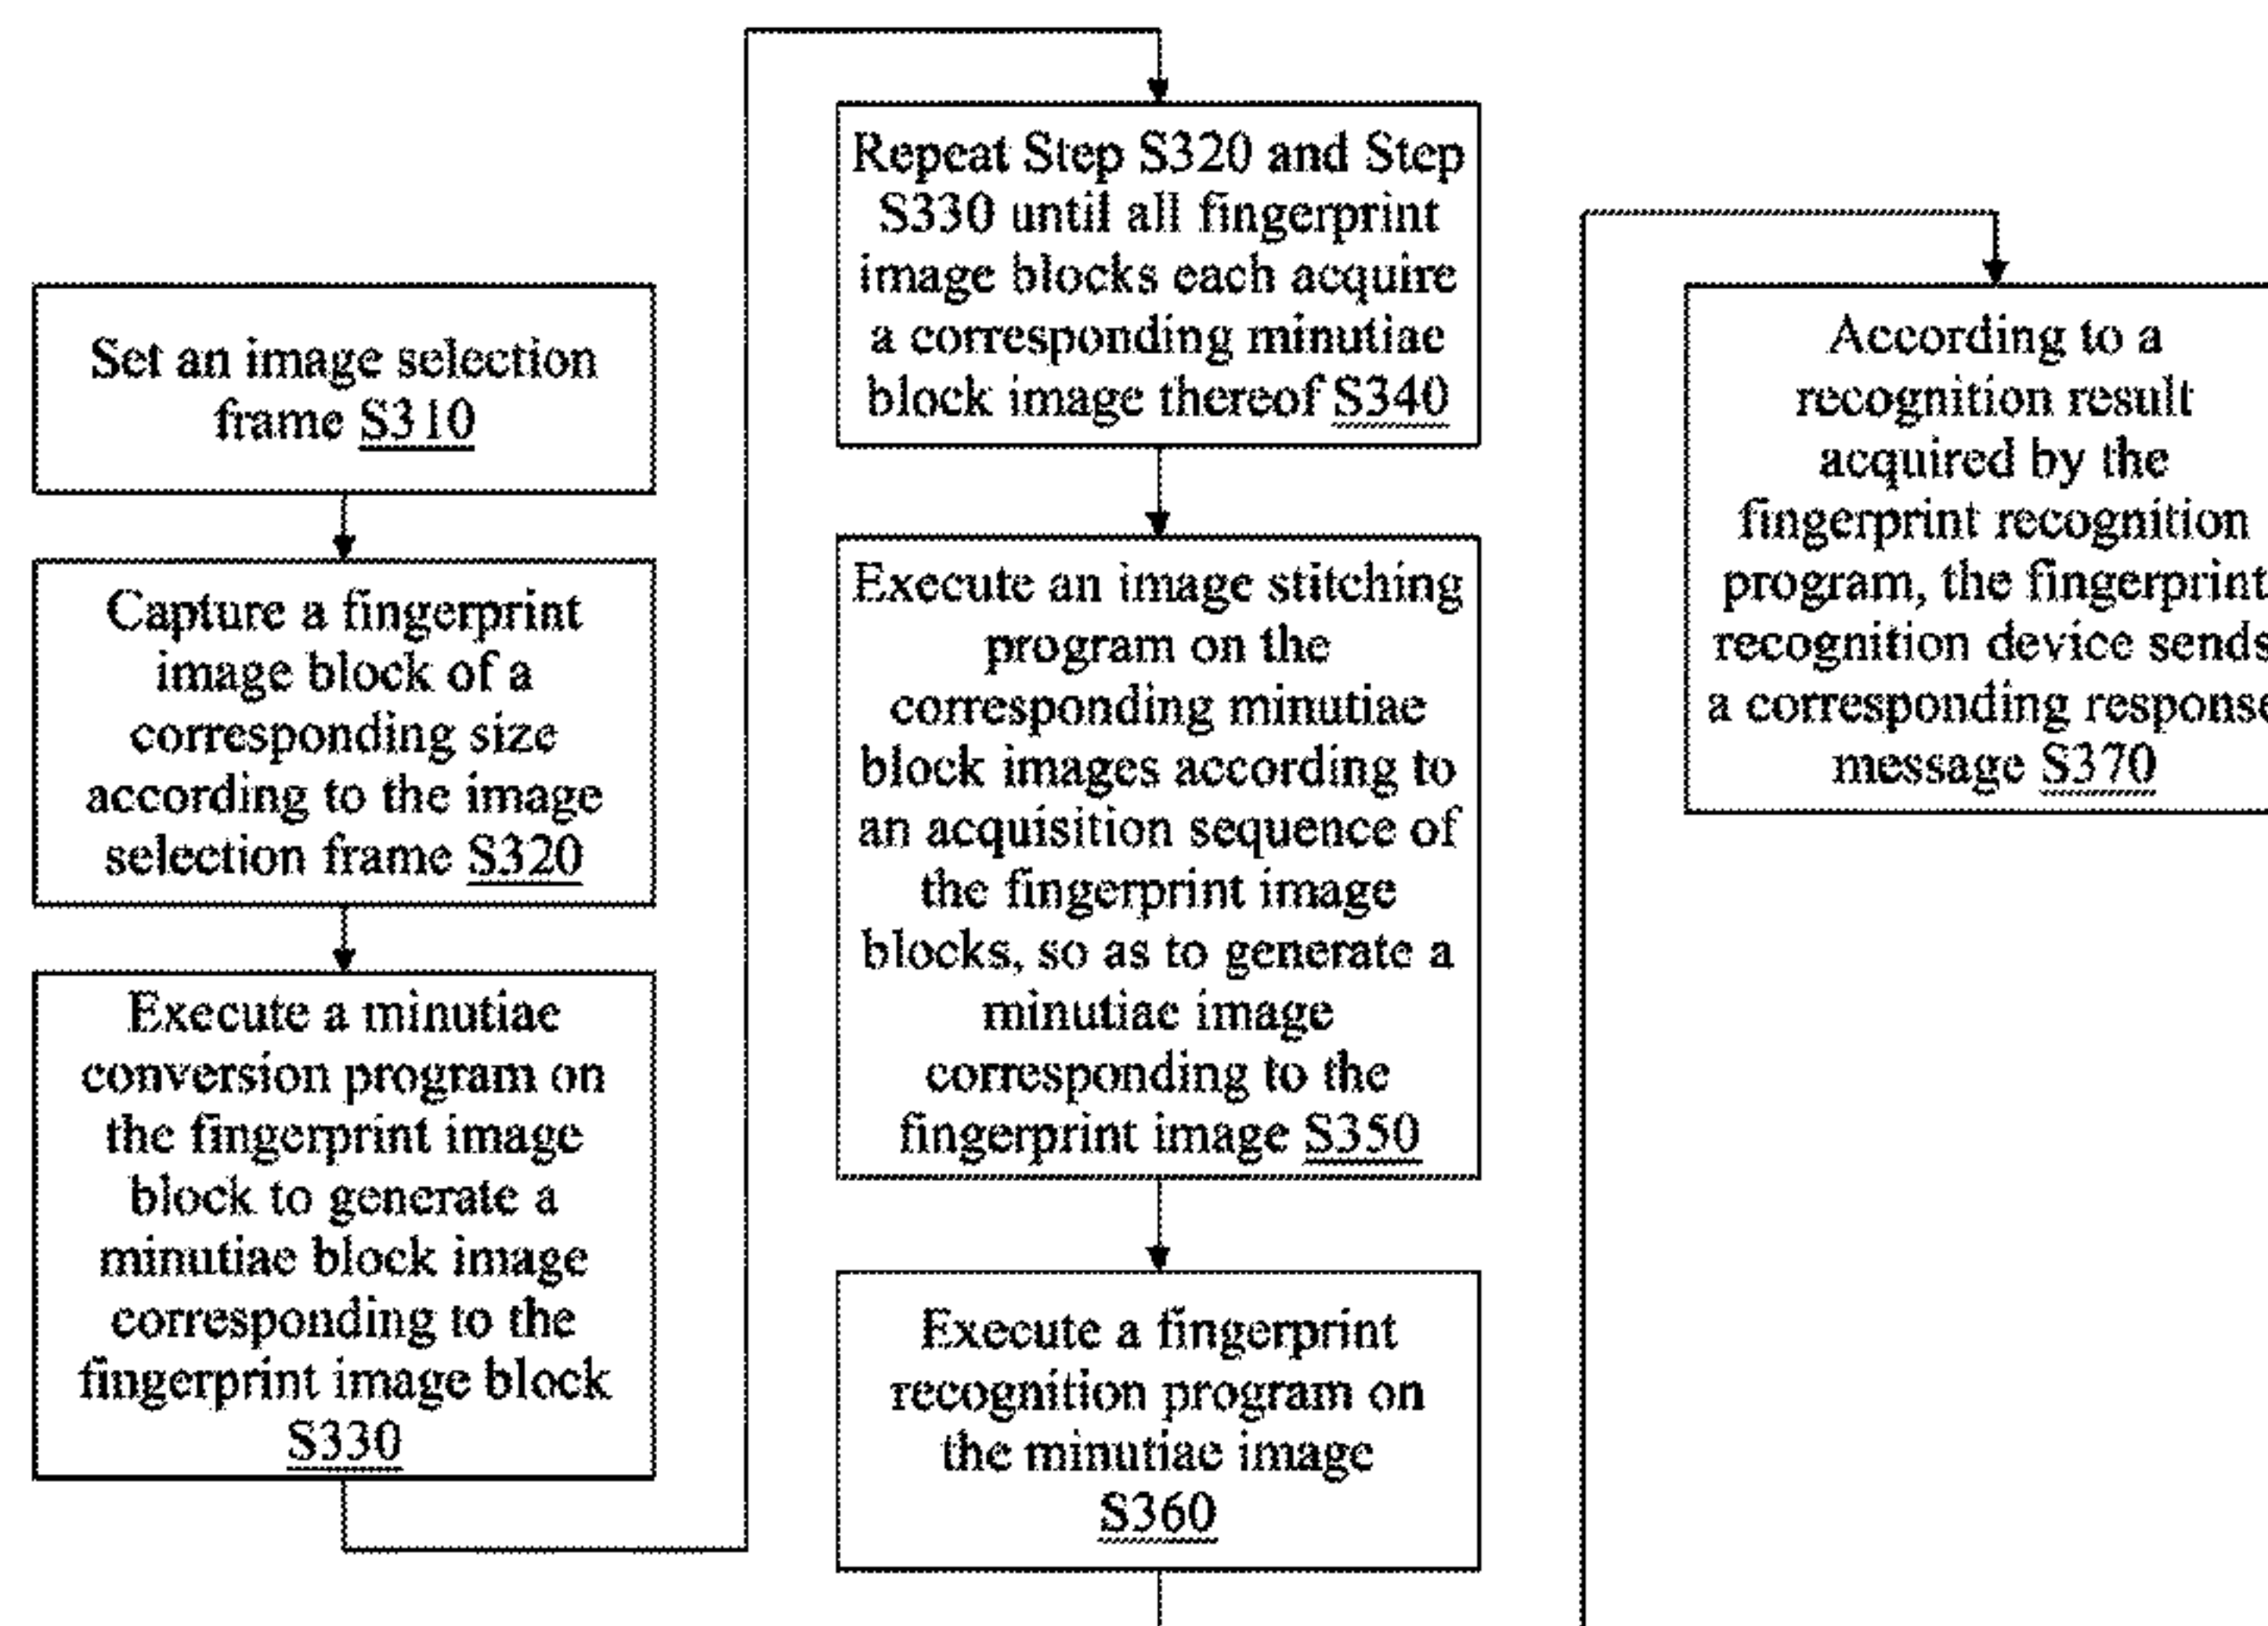 Set an image selection
frame S310
Capture a fingerprint
image block of a
corresponding size
according to the image
selection frame S320
Execute a minutiae
conversion program on
the fingerprint image
block to generate a
minutiae block image
corresponding to the
fingerprint image block
S330
Repeat Step S320 and Step
S330 until all fingerprint
image blocks each acquire
a corresponding minutiae
block image thereof S340
Execute an image stitching
program on the
corresponding minutiae
block images according to
an acquisition sequence of
the fingerprint image
blocks, so as to generate a
minutiae image
corresponding to the
fingerprint image S350
Execute a fingerprint
recognition program on
the minutiae image
S360
According to a
recognition result
acquired by the
fingerprint recognition
program, the fingerprint
recognition device sends
a corresponding response
message S370